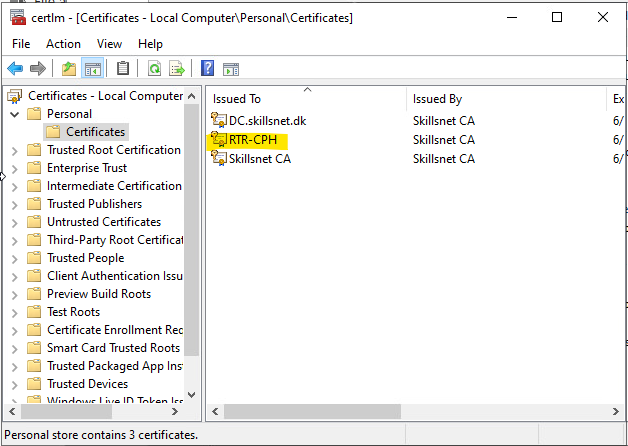 certlm - [Certificates - Local Computer\Personal\Certificates]
File Action View Help
Certificates - Local Computer
Personal
Certificates
Trusted Root Certification
Enterprise Trust
Intermediate Certification
Trusted Publishers
Untrusted Certificates
Third-Party Root Certificat
Trusted People
Client Authentication Issu
Preview Build Roots
Test Roots
Certificate Enrollment Req
Smart Card Trusted Roots
Trusted Packaged App Inst
Trusted Devices
Windows Live ID Token Iss
Issued To Issued By Ex
DC.skillsnet.dk Skillsnet CA 6/
RTR-CPH Skillsnet CA 6/
Skillsnet CA Skillsnet CA 6/
Personal store contains 3 certificates.